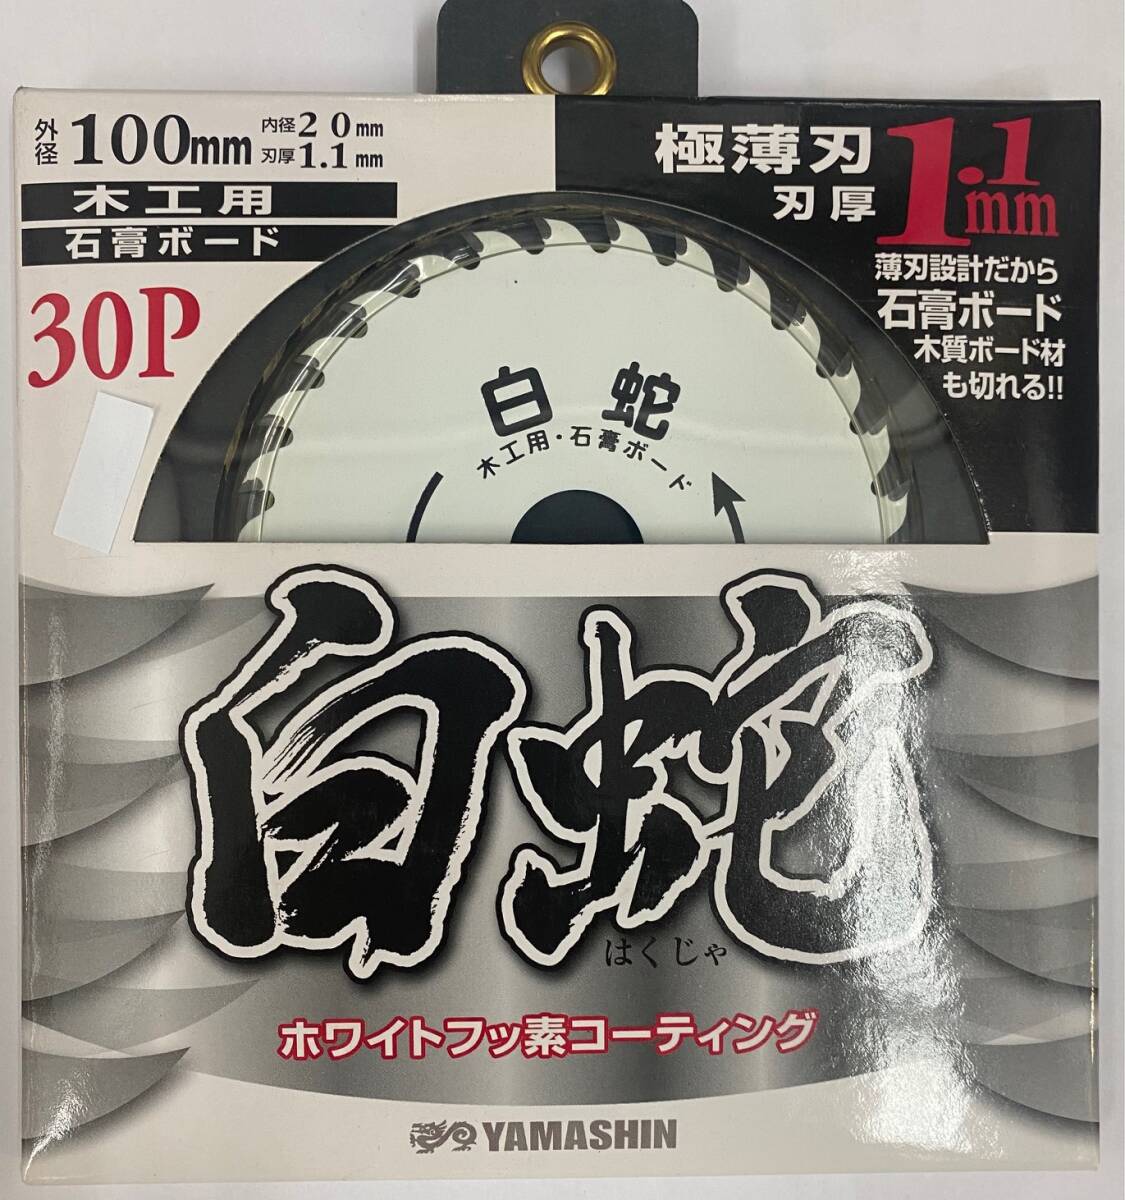 外径 100mm
内径20mm
刃厚1.1mm
木工用
石膏ボード
30P
極薄刃
刃厚
1.1mm
薄刃設計だから
石膏ボード
木質ボード材
も切れる!!
白蛇
木工用・石膏ボード
白蛇
はくじゃ
ホワイトフッ素コーティング
YAMASHIN